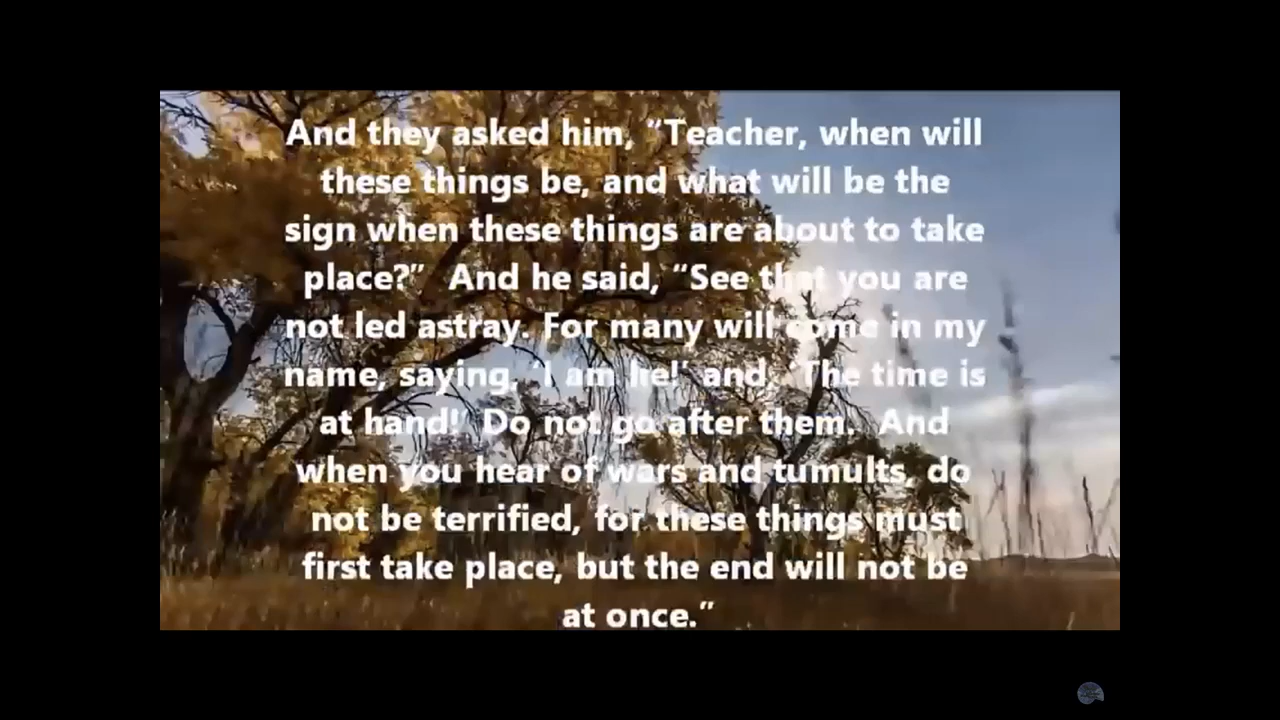 And they asked him, “Teacher, when will
these things be, and what will be the
sign when these things are about to take
place?”  And he said, “See that you are
not led astray. For many will come in my
name, saying, ‘I am he!’ and, ‘The time is
at hand!’ Do not go after them.  And
when you hear of wars and tumults, do
not be terrified, for these things must
first take place, but the end will not be
at once.”